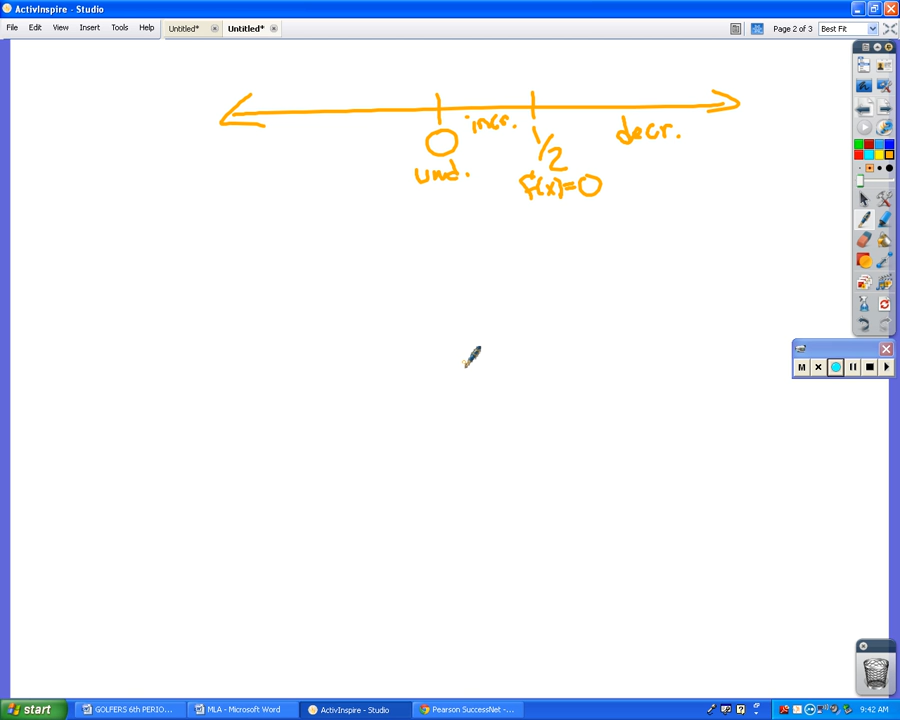 ActivInspire - Studio
File Edit View Insert Tools Help Untitled* Untitled* Page 2 of 3 Best Fit
incr. decr.
0 1/2
und. f(x)=0
M
start GOLFERS 6th PERIO... MLA - Microsoft Word ActivInspire - Studio Pearson SuccessNet -... 9:42 AM